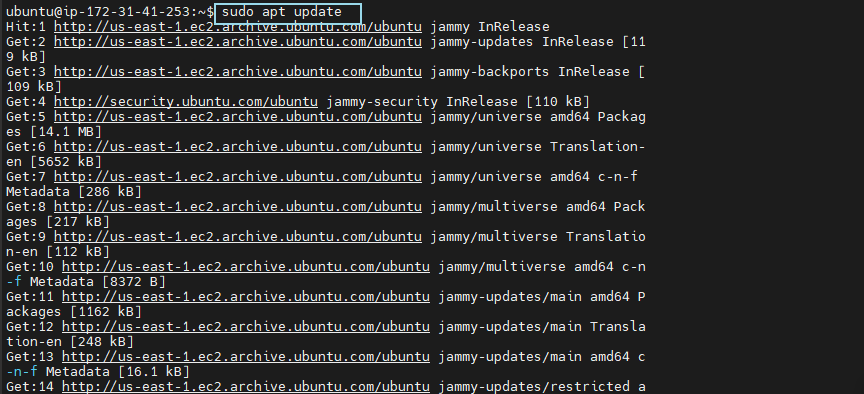 ubuntu@ip-172-31-41-253:~$ sudo apt update
Hit:1 http://us-east-1.ec2.archive.ubuntu.com/ubuntu jammy InRelease
Get:2 http://us-east-1.ec2.archive.ubuntu.com/ubuntu jammy-updates InRelease [11
9 kB]
Get:3 http://us-east-1.ec2.archive.ubuntu.com/ubuntu jammy-backports InRelease [
109 kB]
Get:4 http://security.ubuntu.com/ubuntu jammy-security InRelease [110 kB]
Get:5 http://us-east-1.ec2.archive.ubuntu.com/ubuntu jammy/universe amd64 Packag
es [14.1 MB]
Get:6 http://us-east-1.ec2.archive.ubuntu.com/ubuntu jammy/universe Translation-
en [5652 kB]
Get:7 http://us-east-1.ec2.archive.ubuntu.com/ubuntu jammy/universe amd64 c-n-f
Metadata [286 kB]
Get:8 http://us-east-1.ec2.archive.ubuntu.com/ubuntu jammy/multiverse amd64 Pack
ages [217 kB]
Get:9 http://us-east-1.ec2.archive.ubuntu.com/ubuntu jammy/multiverse Translatio
n-en [112 kB]
Get:10 http://us-east-1.ec2.archive.ubuntu.com/ubuntu jammy/multiverse amd64 c-n
-f Metadata [8372 B]
Get:11 http://us-east-1.ec2.archive.ubuntu.com/ubuntu jammy-updates/main amd64 P
ackages [1162 kB]
Get:12 http://us-east-1.ec2.archive.ubuntu.com/ubuntu jammy-updates/main Transla
tion-en [248 kB]
Get:13 http://us-east-1.ec2.archive.ubuntu.com/ubuntu jammy-updates/main amd64 c
-n-f Metadata [16.1 kB]
Get:14 http://us-east-1.ec2.archive.ubuntu.com/ubuntu jammy-updates/restricted a